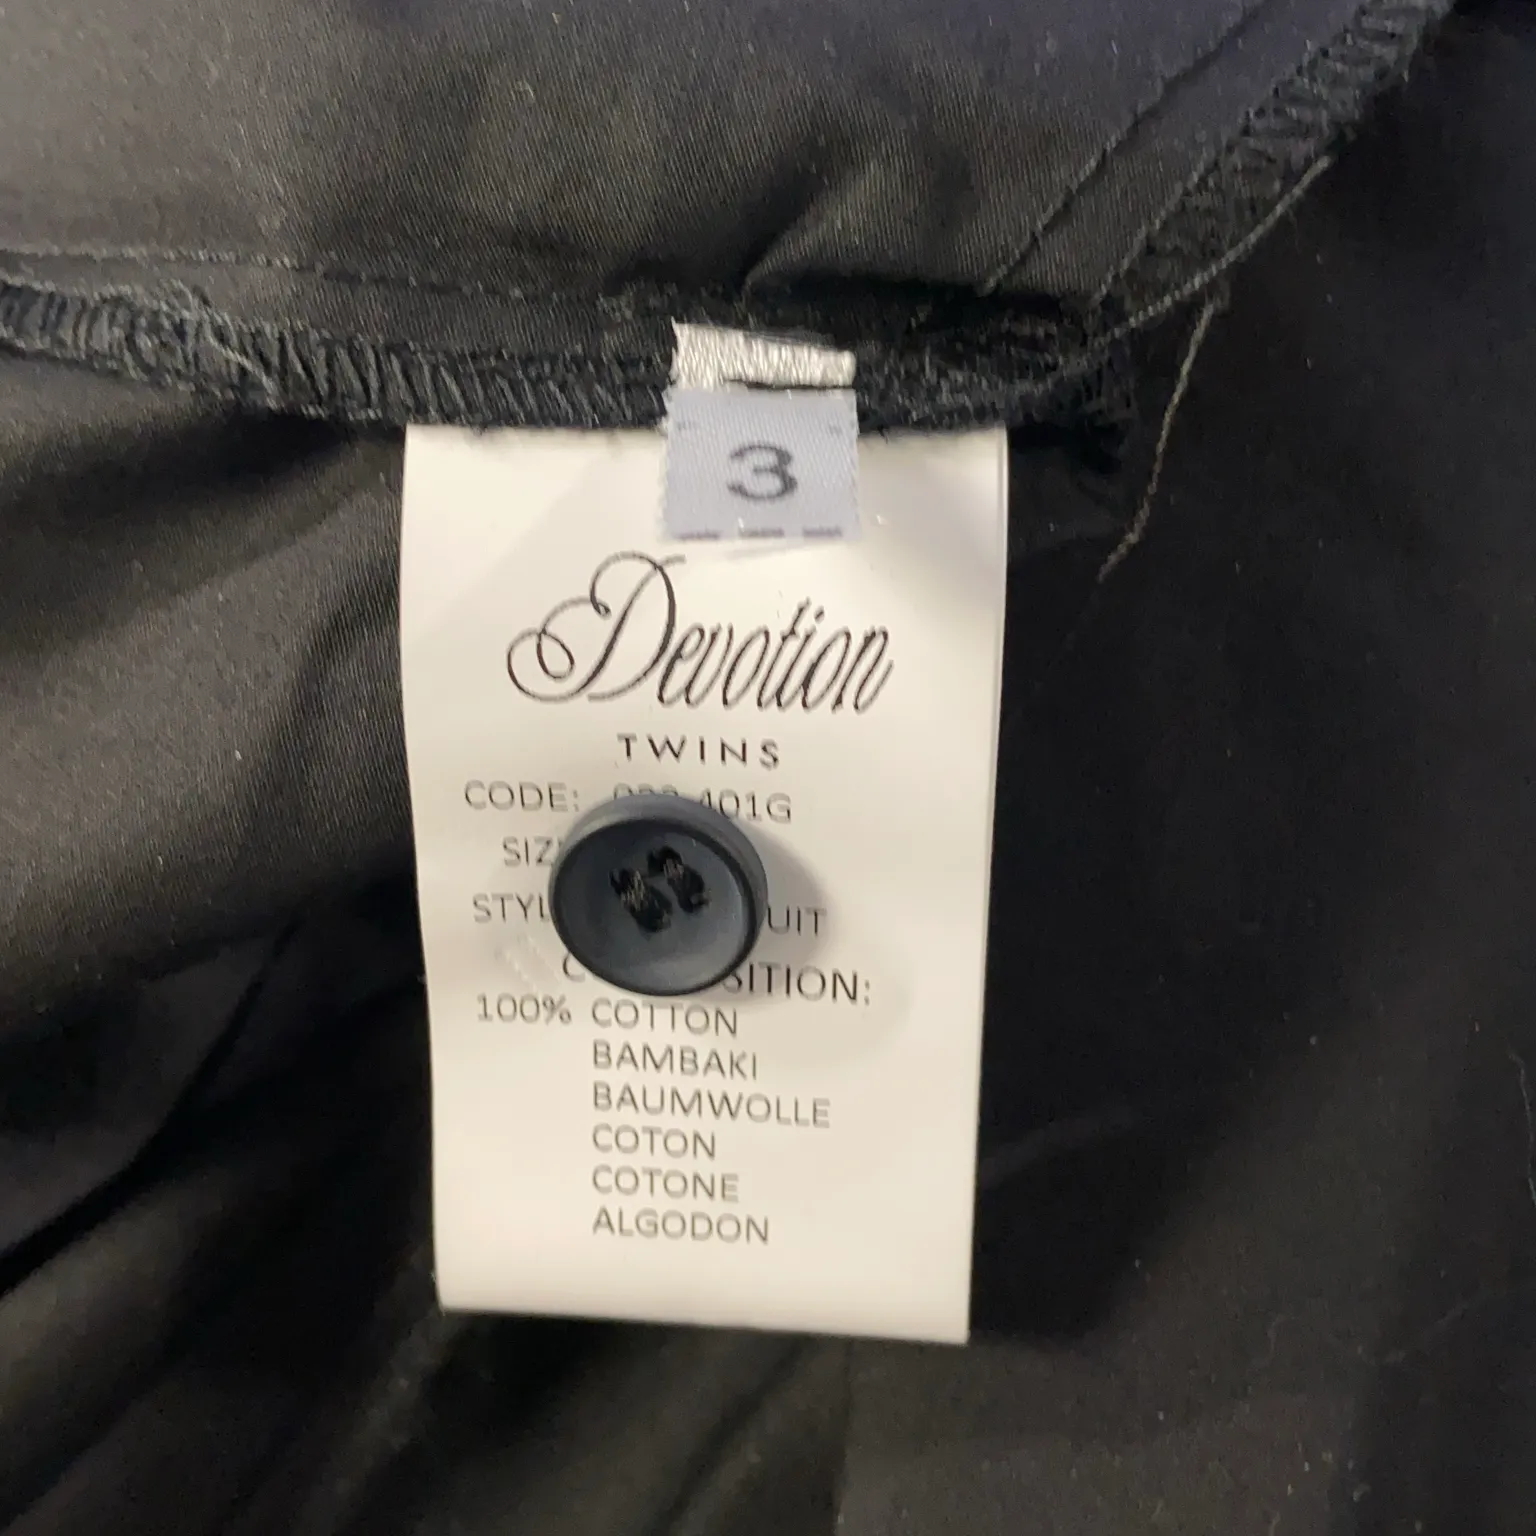 3
Devotion
TWINS
CODE:
COTTON
100%
BAMBAKI
BAUMWOLLE
COTON
COTONE
ALGODON